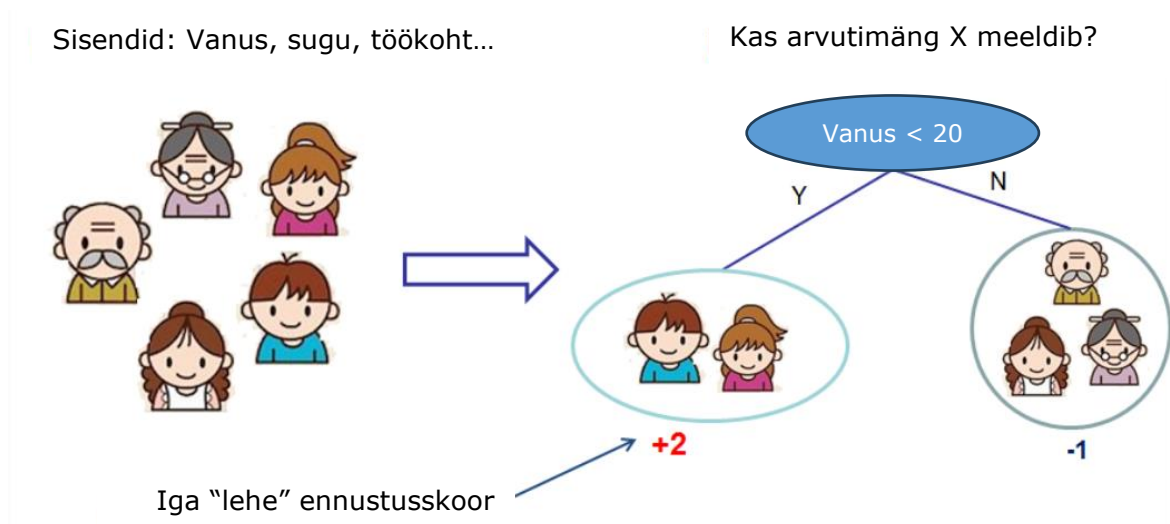 Sisendid: Vanus, sugu, töökoht…
Kas arvutimäng X meeldib?
Vanus < 20
Y
N
+2
-1
Iga “lehe” ennustusskoor